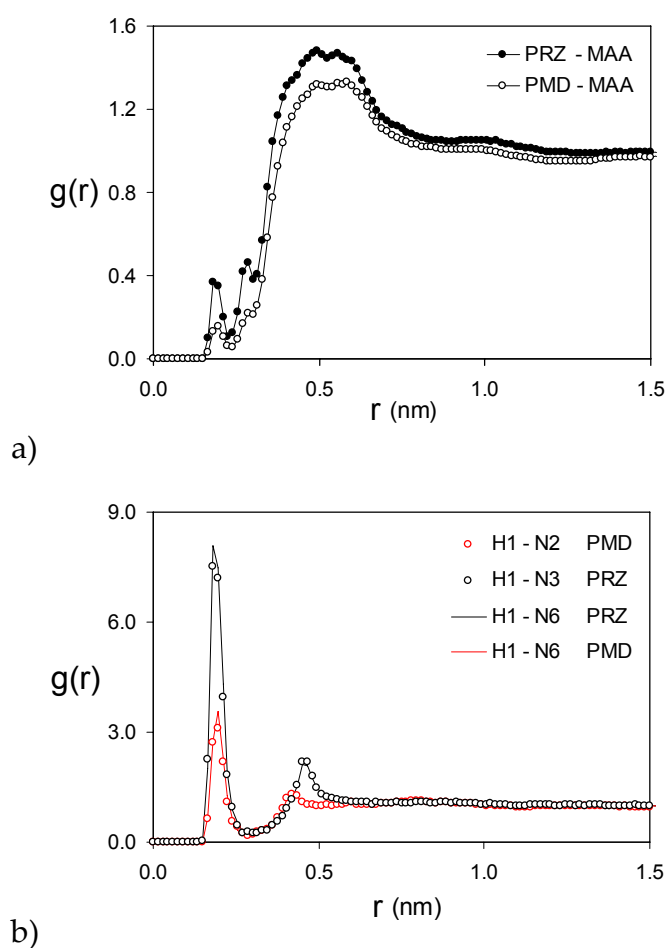 1.6
1.2
0.8
0.4
0.0
g(r)
PRZ - MAA
PMD - MAA
0.0 0.5 1.0 1.5
r (nm)
a)
9.0
6.0
3.0
0.0
g(r)
H1 - N2 PMD
H1 - N3 PRZ
H1 - N6 PRZ
H1 - N6 PMD
0.0 0.5 1.0 1.5
r (nm)
b)